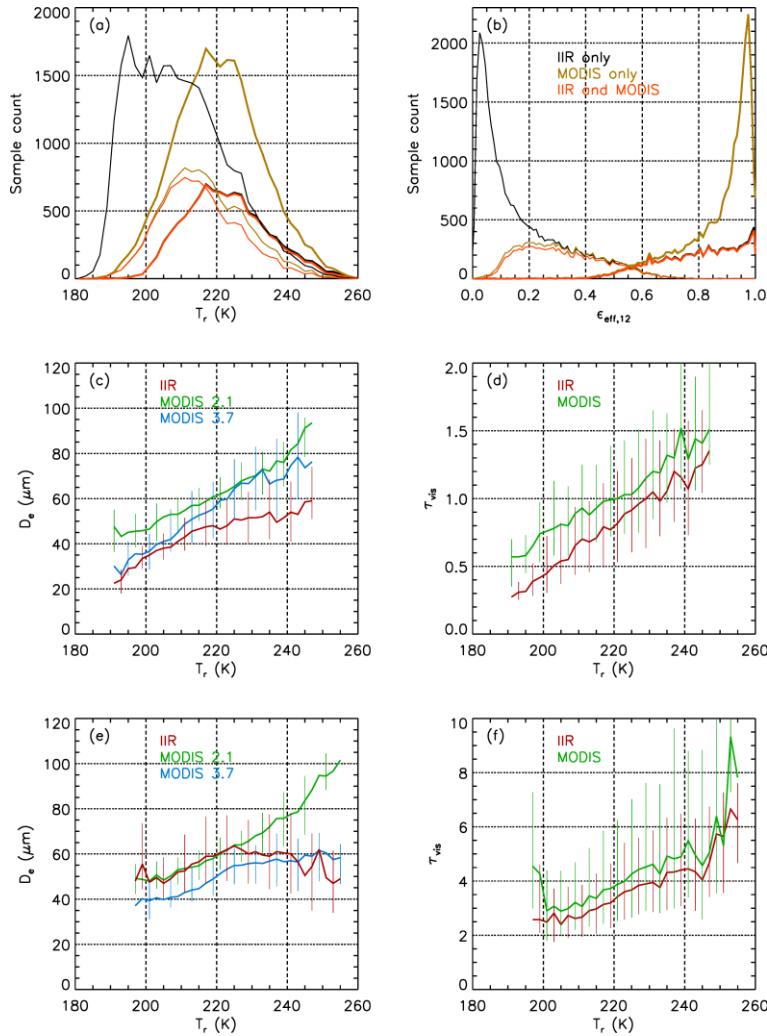 (a)
2000
1500
1000
500
0
Sample count
180 200 220 240 260
T_r (K)
(b)
IIR only
MODIS only
IIR and MODIS
2000
1500
1000
500
0
Sample count
0.0 0.2 0.4 0.6 0.8 1.0
ϵ_eff,12
(c)
IIR
MODIS 2.1
MODIS 3.7
120
100
80
60
40
20
0
D_e (μm)
180 200 220 240 260
T_r (K)
(d)
IIR
MODIS
2.0
1.5
1.0
0.5
0.0
τ_vis
180 200 220 240 260
T_r (K)
(e)
IIR
MODIS 2.1
MODIS 3.7
120
100
80
60
40
20
0
D_e (μm)
180 200 220 240 260
T_r (K)
(f)
IIR
MODIS
10
8
6
4
2
0
τ_vis
180 200 220 240 260
T_r (K)